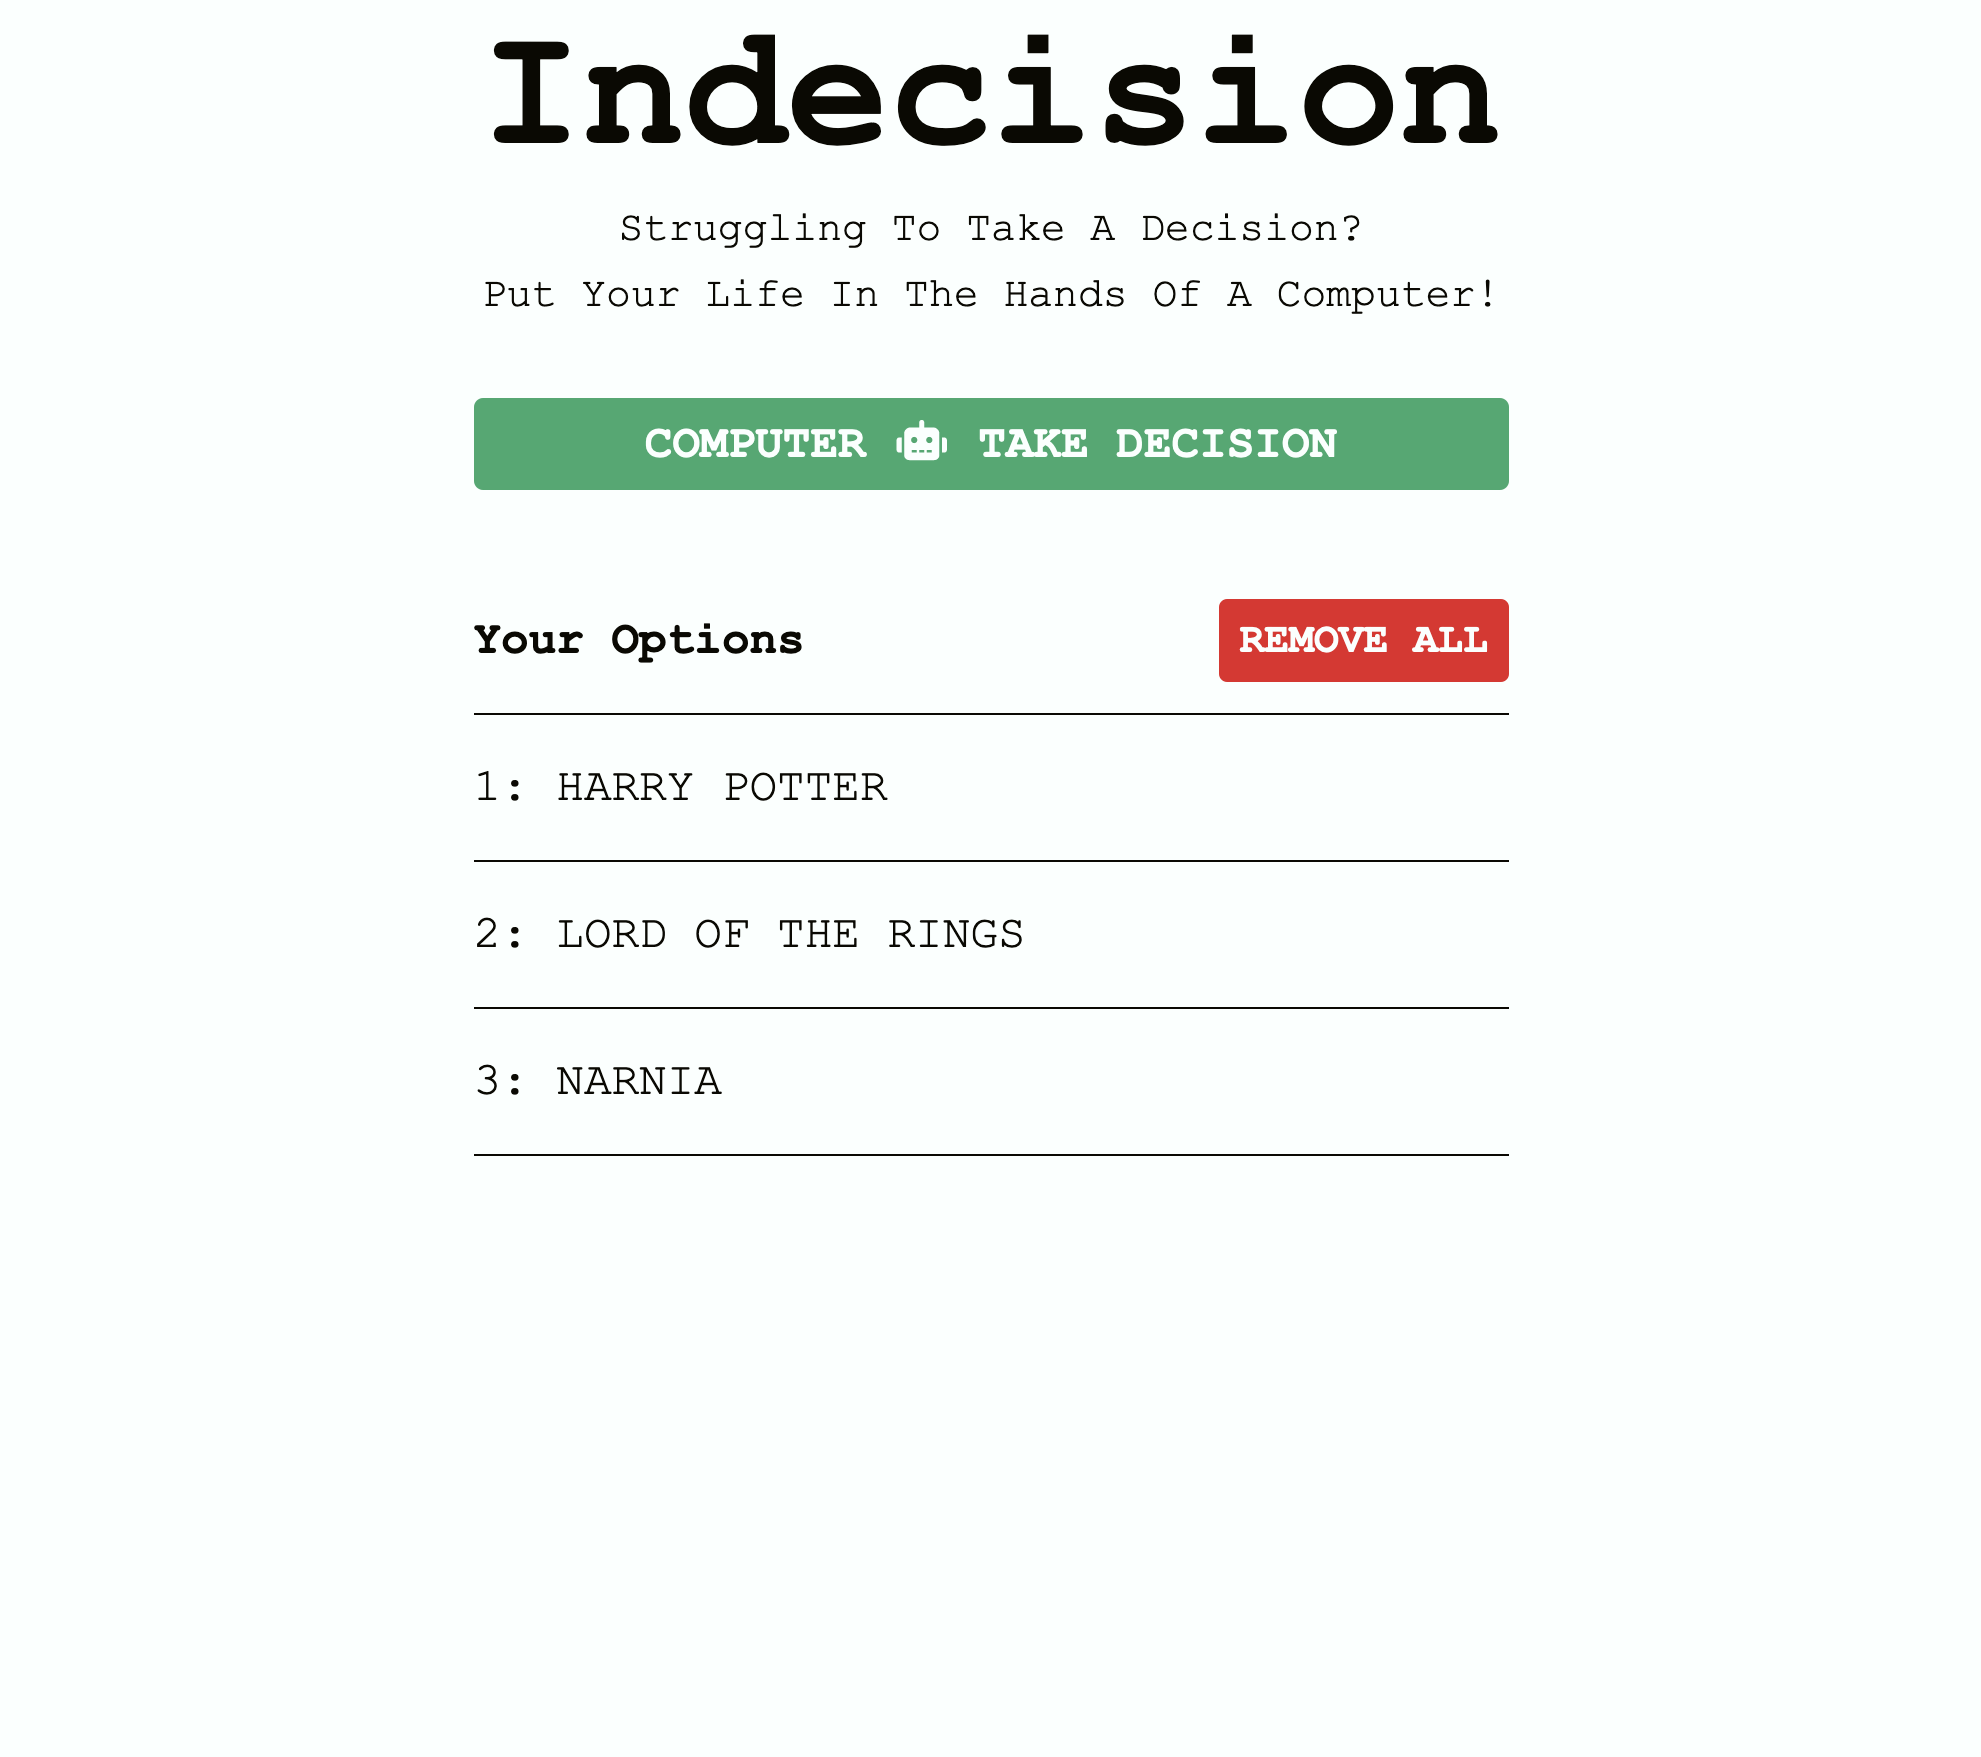 Indecision
Struggling To Take A Decision?
Put Your Life In The Hands Of A Computer!
COMPUTER TAKE DECISION
Your Options
REMOVE ALL
1: HARRY POTTER
2: LORD OF THE RINGS
3: NARNIA